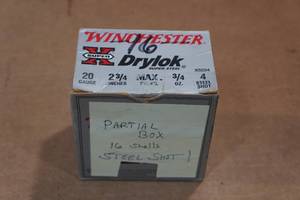 WINCHESTER
16
SUPER X Drylok
SUPER STEEL
20 2 3/4 MAX. 3/4 4
GAUGE INCHES OZ. STEEL SHOT
PARTIAL
BOX
16 Shells
STEEL SHOT!